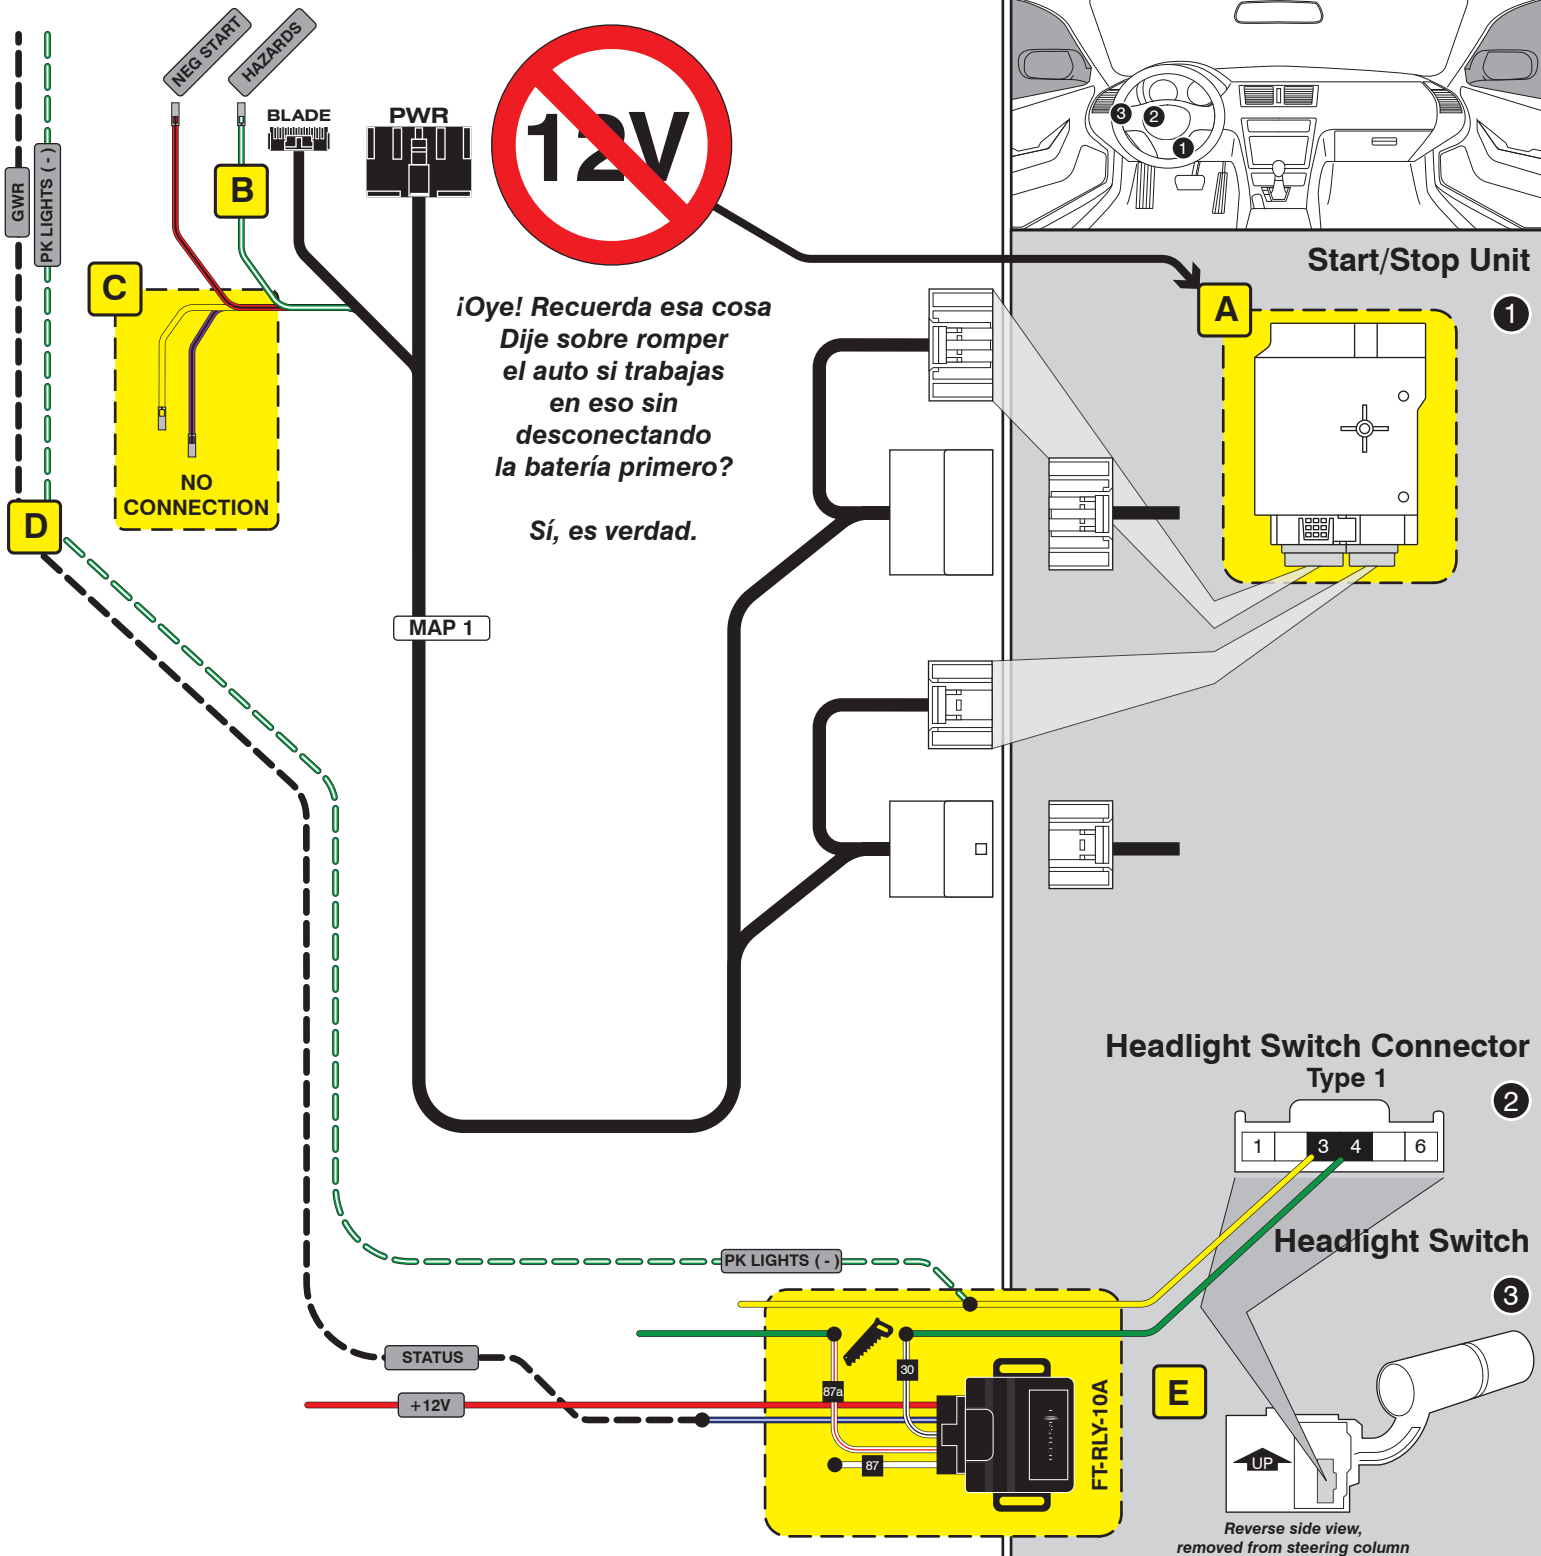 NEG START
HAZARDS
BLADE
PWR
12V
GWR
PK LIGHTS ( - )
B
C
NO
CONNECTION
D
¡Oye! Recuerda esa cosa
Dije sobre romper
el auto si trabajas
en eso sin
desconectando
la batería primero?
Sí, es verdad.
MAP 1
3
2
1
Start/Stop Unit
1
A
Headlight Switch Connector
Type 1
2
1 3 4 6
Headlight Switch
3
PK LIGHTS ( - )
STATUS
+12V
87a
30
87
FT-RLY-10A
E
UP
Reverse side view,
removed from steering column